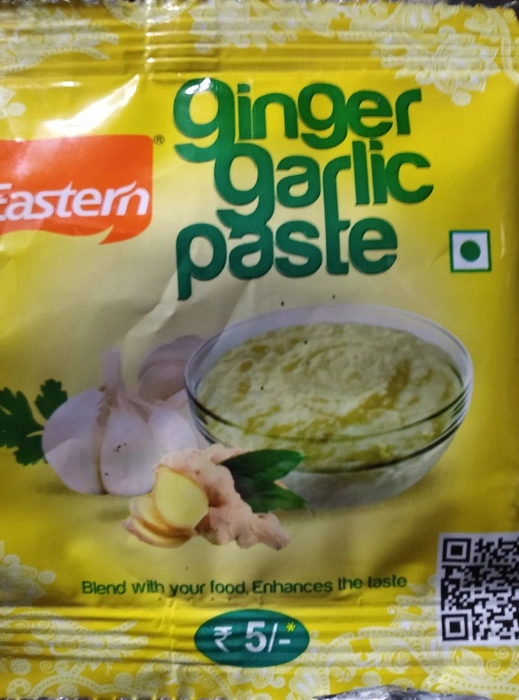 ginger
garlic
paste
Eastern®
Blend with your food, Enhances the taste
₹ 5/-*